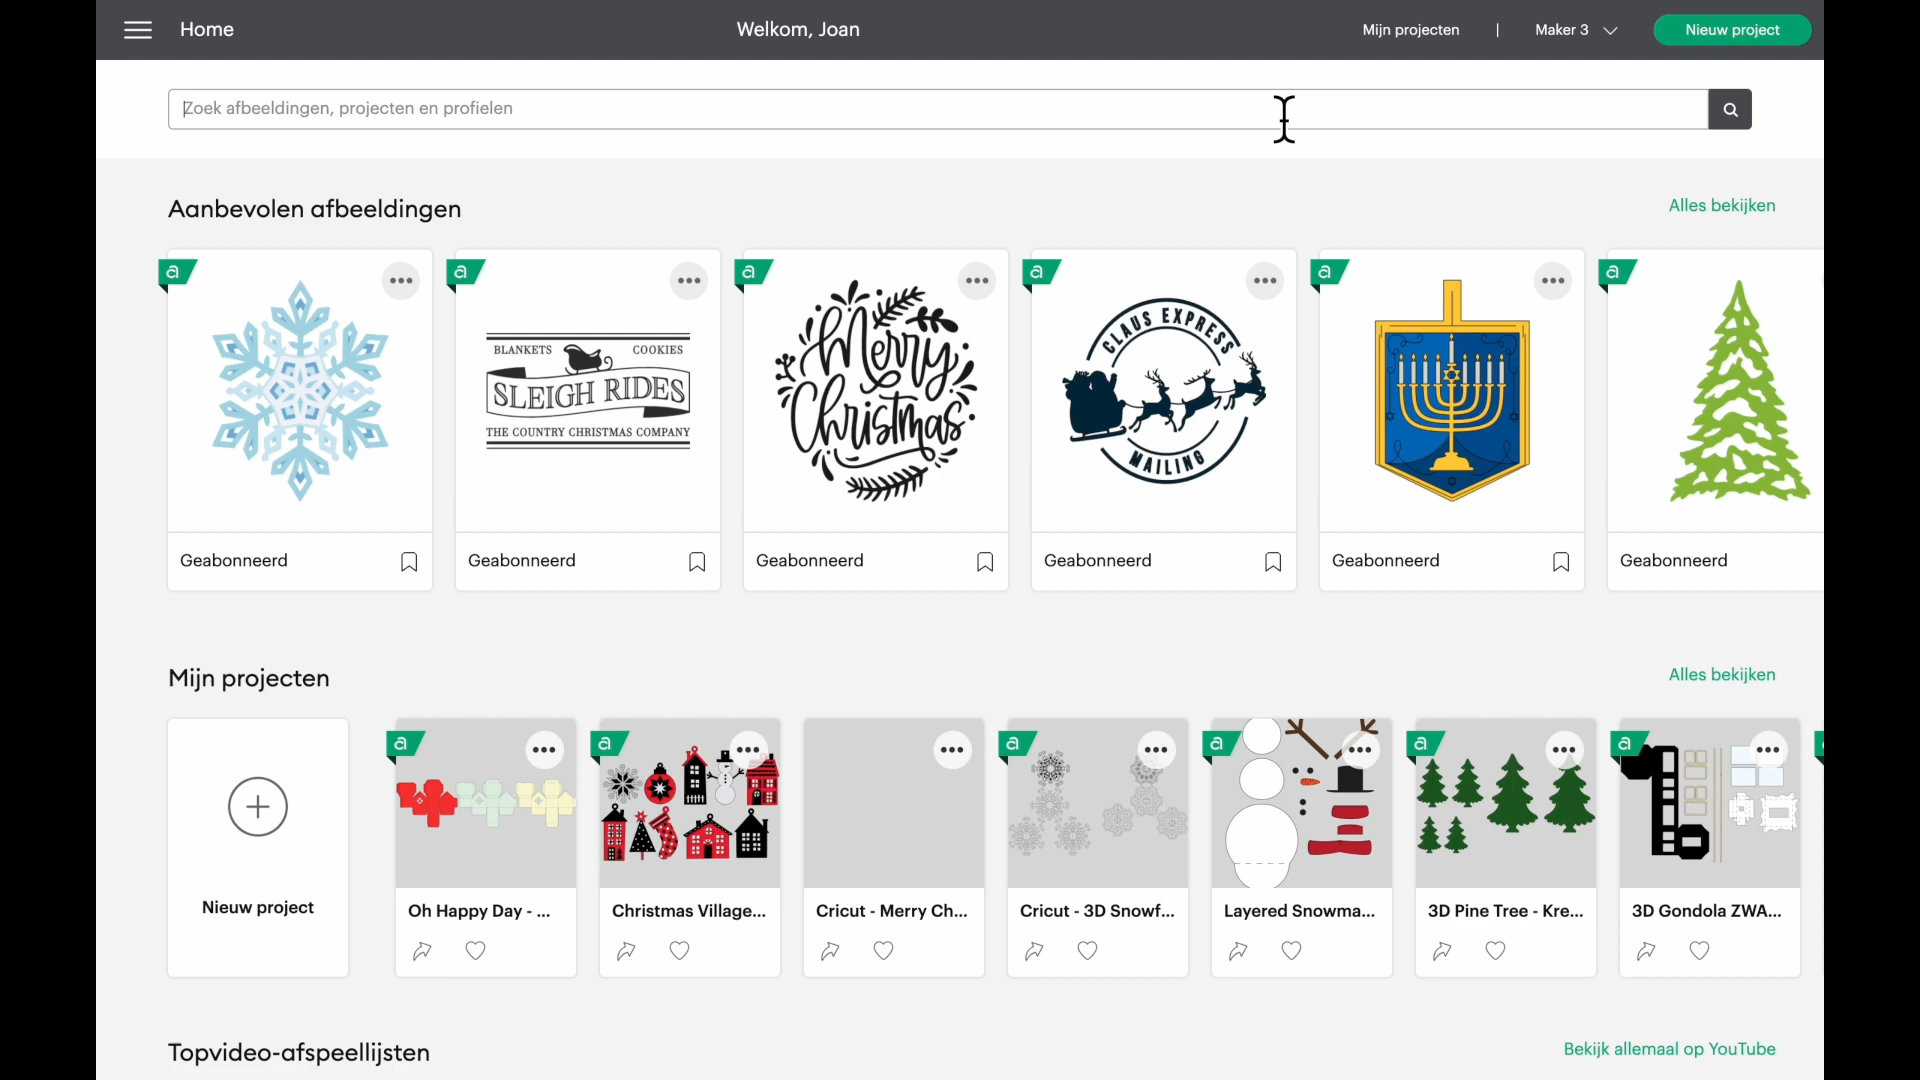 Home
Welkom, Joan
Mijn projecten | Maker 3
Nieuw project
Zoek afbeeldingen, projecten en profielen
Aanbevolen afbeeldingen
Alles bekijken
a
a
a
a
a
a
BLANKETS COOKIES
SLEIGH RIDES
THE COUNTRY CHRISTMAS COMPANY
Merry
Christmas
CLAUS EXPRESS
MAILING
Geabonneerd
Geabonneerd
Geabonneerd
Geabonneerd
Geabonneerd
Geabonneerd
Mijn projecten
Alles bekijken
a
a
a
a
a
a
Nieuw project
Oh Happy Day - ...
Christmas Village...
Cricut - Merry Ch...
Cricut - 3D Snowf...
Layered Snowma...
3D Pine Tree - Kre...
3D Gondola ZWA...
Topvideo-afspeellijsten
Bekijk allemaal op YouTube